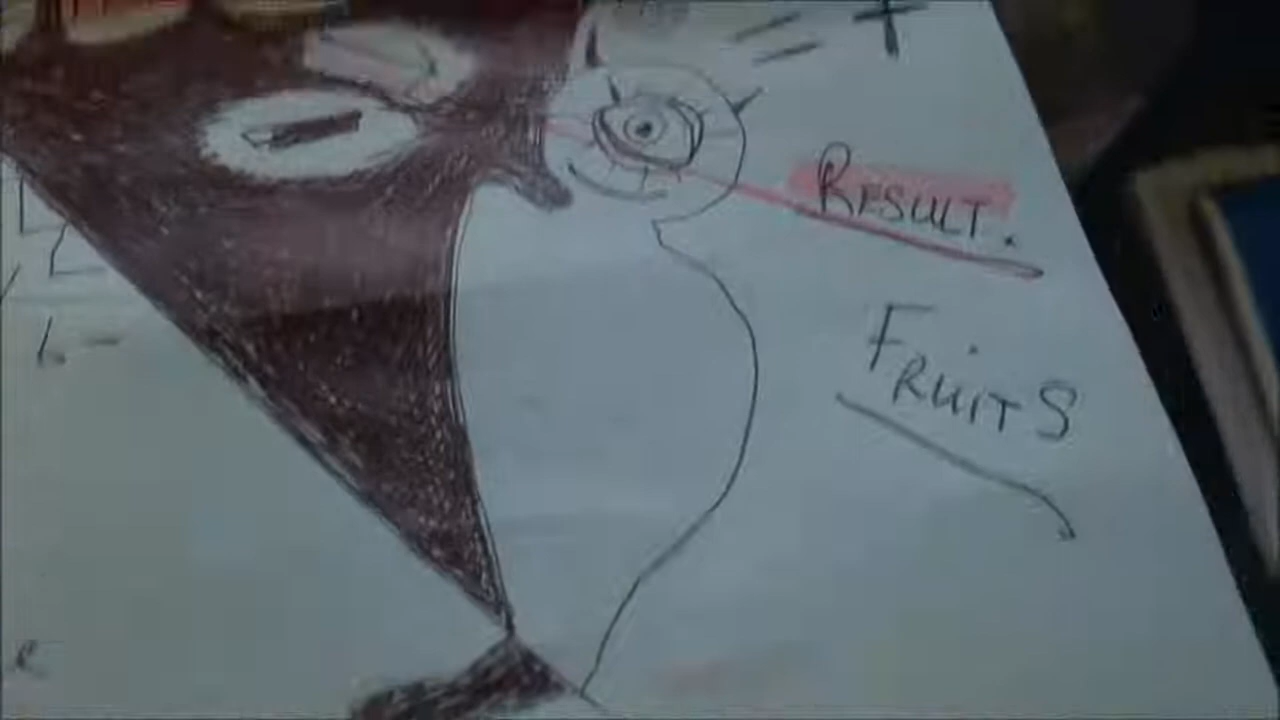 = +
RESULT.
FRUITS